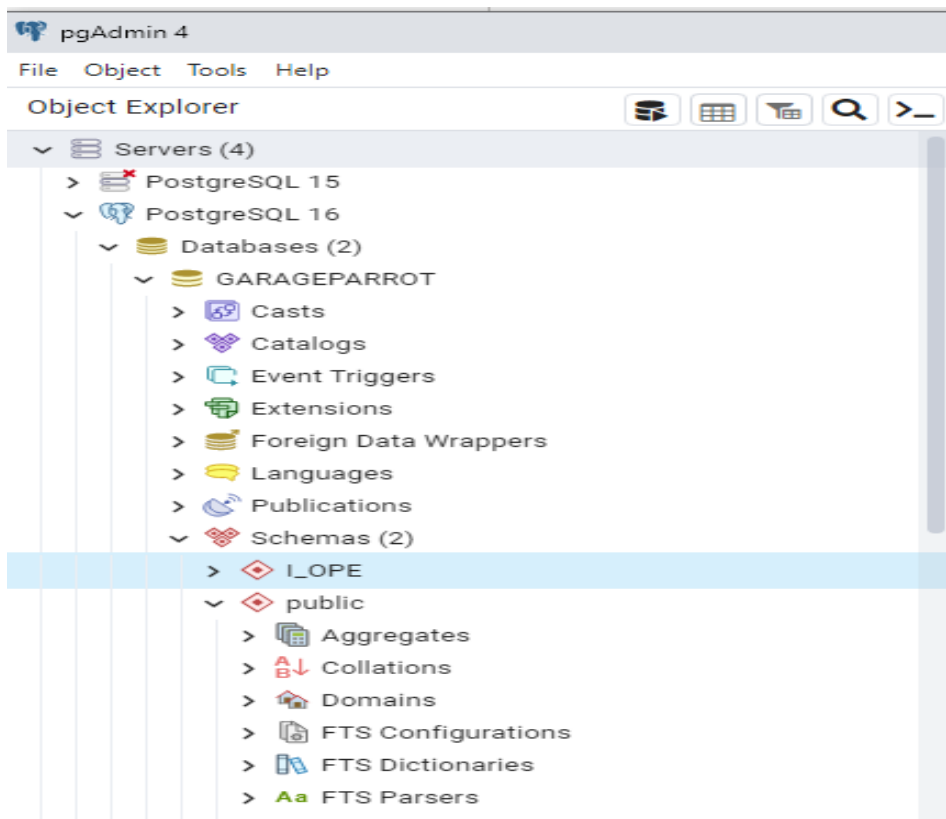 pgAdmin 4
File Object Tools Help
Object Explorer
Servers (4)
PostgreSQL 15
PostgreSQL 16
Databases (2)
GARAGEPARROT
Casts
Catalogs
Event Triggers
Extensions
Foreign Data Wrappers
Languages
Publications
Schemas (2)
I_OPE
public
Aggregates
Collations
Domains
FTS Configurations
FTS Dictionaries
Aa FTS Parsers